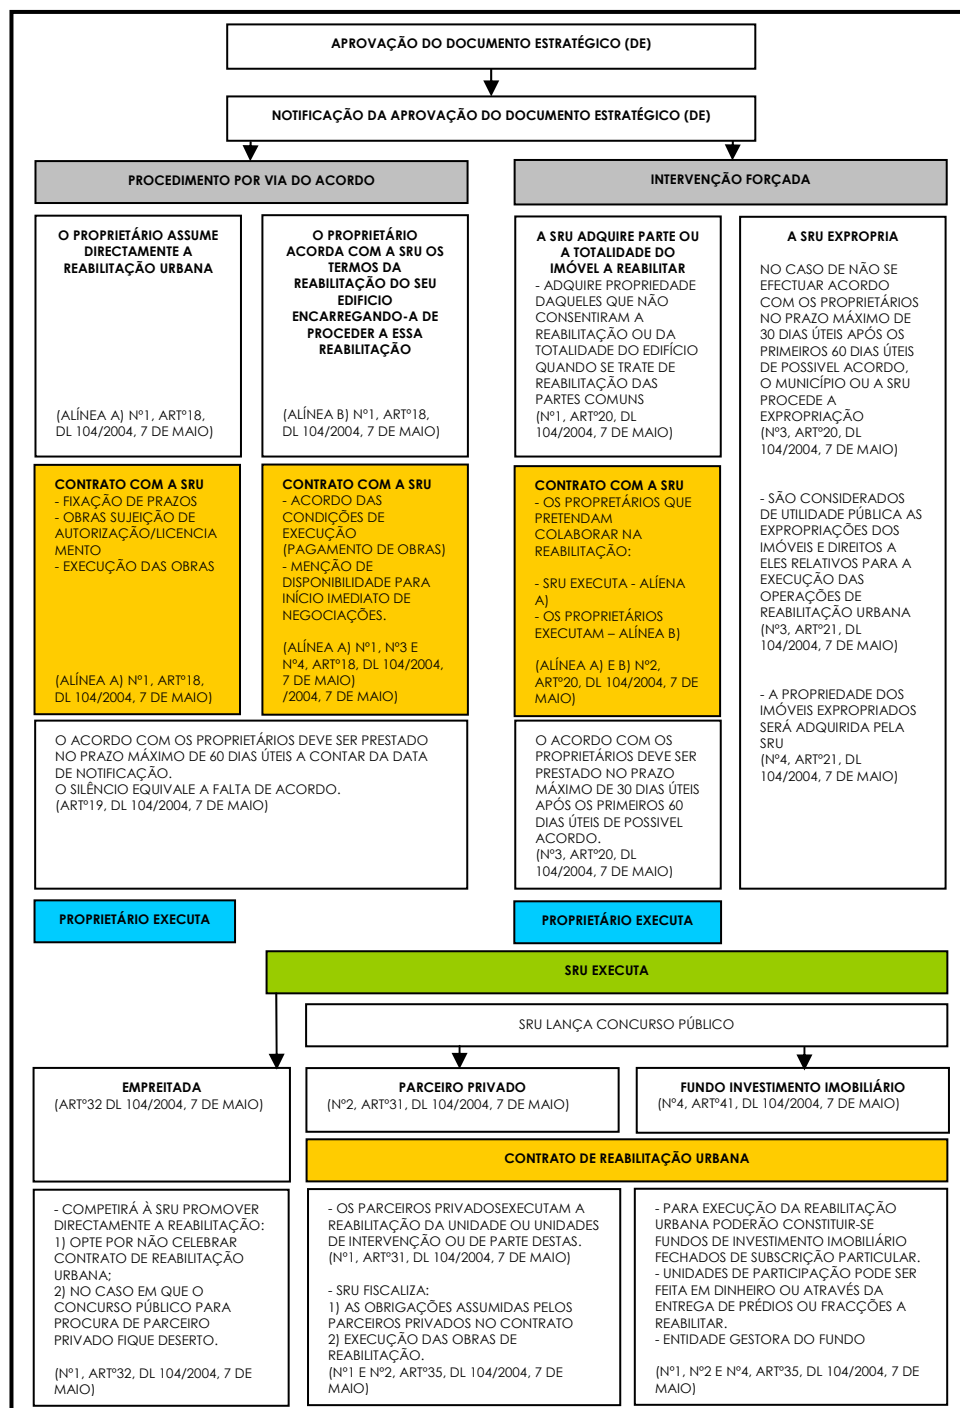 APROVAÇÃO DO DOCUMENTO ESTRATÉGICO (DE)
NOTIFICAÇÃO DA APROVAÇÃO DO DOCUMENTO ESTRATÉGICO (DE)
PROCEDIMENTO POR VIA DO ACORDO
INTERVENÇÃO FORÇADA
O PROPRIETÁRIO ASSUME
DIRECTAMENTE A
REABILITAÇÃO URBANA
(ALÍNEA A) Nº1, ARTº18,
DL 104/2004, 7 DE MAIO)
O PROPRIETÁRIO
ACORDA COM A SRU OS
TERMOS DA
REABILITAÇÃO DO SEU
EDIFICIO
ENCARREGANDO-A DE
PROCEDER A ESSA
REABILITAÇÃO
(ALÍNEA B) Nº1, ARTº18,
DL 104/2004, 7 DE MAIO)
A SRU ADQUIRE PARTE OU
A TOTALIDADE DO
IMÓVEL A REABILITAR
- ADQUIRE PROPRIEDADE
DAQUELES QUE NÃO
CONSENTIRAM A
REABILITAÇÃO OU DA
TOTALIDADE DO EDIFÍCIO
QUANDO SE TRATE DE
REABILITAÇÃO DAS
PARTES COMUNS
(Nº1, ARTº20, DL
104/2004, 7 DE MAIO)
A SRU EXPROPRIA
NO CASO DE NÃO SE
EFECTUAR ACORDO
COM OS PROPRIETÁRIOS
NO PRAZO MÁXIMO DE
30 DIAS ÚTEIS APÓS OS
PRIMEIROS 60 DIAS ÚTEIS
DE POSSIVEL ACORDO,
O MUNICÍPIO OU A SRU
PROCEDE A
EXPROPRIAÇÃO
(Nº3, ARTº20, DL
104/2004, 7 DE MAIO)
- SÃO CONSIDERADOS
DE UTILIDADE PÚBLICA AS
EXPROPRIAÇÕES DOS
IMÓVEIS E DIREITOS A
ELES RELATIVOS PARA A
EXECUÇÃO DAS
OPERAÇÕES DE
REABILITAÇÃO URBANA
(Nº3, ARTº21, DL
104/2004, 7 DE MAIO)
- A PROPRIEDADE DOS
IMÓVEIS EXPROPRIADOS
SERÁ ADQUIRIDA PELA
SRU
(Nº4, ARTº21, DL
104/2004, 7 DE MAIO)
CONTRATO COM A SRU
- FIXAÇÃO DE PRAZOS
- OBRAS SUJEIÇÃO DE
AUTORIZAÇÃO/LICENCIA
MENTO
- EXECUÇÃO DAS OBRAS
(ALÍNEA A) Nº1, ARTº18,
DL 104/2004, 7 DE MAIO)
CONTRATO COM A SRU
- ACORDO DAS
CONDIÇÕES DE
EXECUÇÃO
(PAGAMENTO DE OBRAS)
- MENÇÃO DE
DISPONIBILIDADE PARA
INÍCIO IMEDIATO DE
NEGOCIAÇÕES.
(ALÍNEA A) Nº1, Nº3 E
Nº4, ARTº18, DL 104/2004,
7 DE MAIO)
/2004, 7 DE MAIO)
CONTRATO COM A SRU
- OS PROPRETÁRIOS QUE
PRETENDAM
COLABORAR NA
REABILITAÇÃO:
- SRU EXECUTA - ALÍENA
A)
- OS PROPRIETÁRIOS
EXECUTAM – ALÍNEA B)
(ALÍNEA A) E B) Nº2,
ARTº20, DL 104/2004, 7 DE
MAIO)
O ACORDO COM OS PROPRIETÁRIOS DEVE SER PRESTADO
NO PRAZO MÁXIMO DE 60 DIAS ÚTEIS A CONTAR DA DATA
DE NOTIFICAÇÃO.
O SILÊNCIO EQUIVALE A FALTA DE ACORDO.
(ARTº19, DL 104/2004, 7 DE MAIO)
O ACORDO COM OS
PROPRIETÁRIOS DEVE SER
PRESTADO NO PRAZO
MÁXIMO DE 30 DIAS ÚTEIS
APÓS OS PRIMEIROS 60
DIAS ÚTEIS DE POSSIVEL
ACORDO.
(Nº3, ARTº20, DL
104/2004, 7 DE MAIO)
PROPRIETÁRIO EXECUTA
PROPRIETÁRIO EXECUTA
SRU EXECUTA
SRU LANÇA CONCURSO PÚBLICO
EMPREITADA
(ARTº32 DL 104/2004, 7 DE MAIO)
PARCEIRO PRIVADO
(Nº2, ARTº31, DL 104/2004, 7 DE MAIO)
FUNDO INVESTIMENTO IMOBILIÁRIO
(Nº4, ARTº41, DL 104/2004, 7 DE MAIO)
CONTRATO DE REABILITAÇÃO URBANA
- COMPETIRÁ À SRU PROMOVER
DIRECTAMENTE A REABILITAÇÃO:
1) OPTE POR NÃO CELEBRAR
CONTRATO DE REABILITAÇÃO
URBANA;
2) NO CASO EM QUE O
CONCURSO PÚBLICO PARA
PROCURA DE PARCEIRO
PRIVADO FIQUE DESERTO.
(Nº1, ARTº32, DL 104/2004, 7 DE
MAIO)
- OS PARCEIROS PRIVADOSEXECUTAM A
REABILITAÇÃO DA UNIDADE OU UNIDADES
DE INTERVENÇÃO OU DE PARTE DESTAS.
(Nº1, ARTº31, DL 104/2004, 7 DE MAIO)
- SRU FISCALIZA:
1) AS OBRIGAÇÕES ASSUMIDAS PELOS
PARCEIROS PRIVADOS NO CONTRATO
2) EXECUÇÃO DAS OBRAS DE
REABILITAÇÃO.
(Nº1 E Nº2, ARTº35, DL 104/2004, 7 DE
MAIO)
- PARA EXECUÇÃO DA REABILITAÇÃO
URBANA PODERÃO CONSTITUIR-SE
FUNDOS DE INVESTIMENTO IMOBILIÁRIO
FECHADOS DE SUBSCRIÇÃO PARTICULAR.
- UNIDADES DE PARTICIPAÇÃO PODE SER
FEITA EM DINHEIRO OU ATRAVÉS DA
ENTREGA DE PRÉDIOS OU FRACÇÕES A
REABILITAR.
- ENTIDADE GESTORA DO FUNDO
(Nº1, Nº2 E Nº4, ARTº35, DL 104/2004, 7 DE
MAIO)